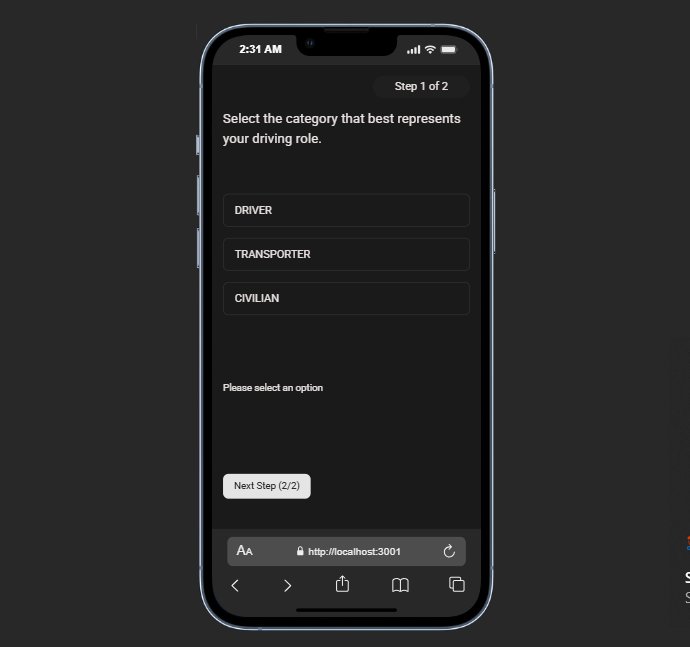 2:31 AM
Step 1 of 2
Select the category that best represents
your driving role.
DRIVER
TRANSPORTER
CIVILIAN
Please select an option
Next Step (2/2)
AA
http://localhost:3001
S
S